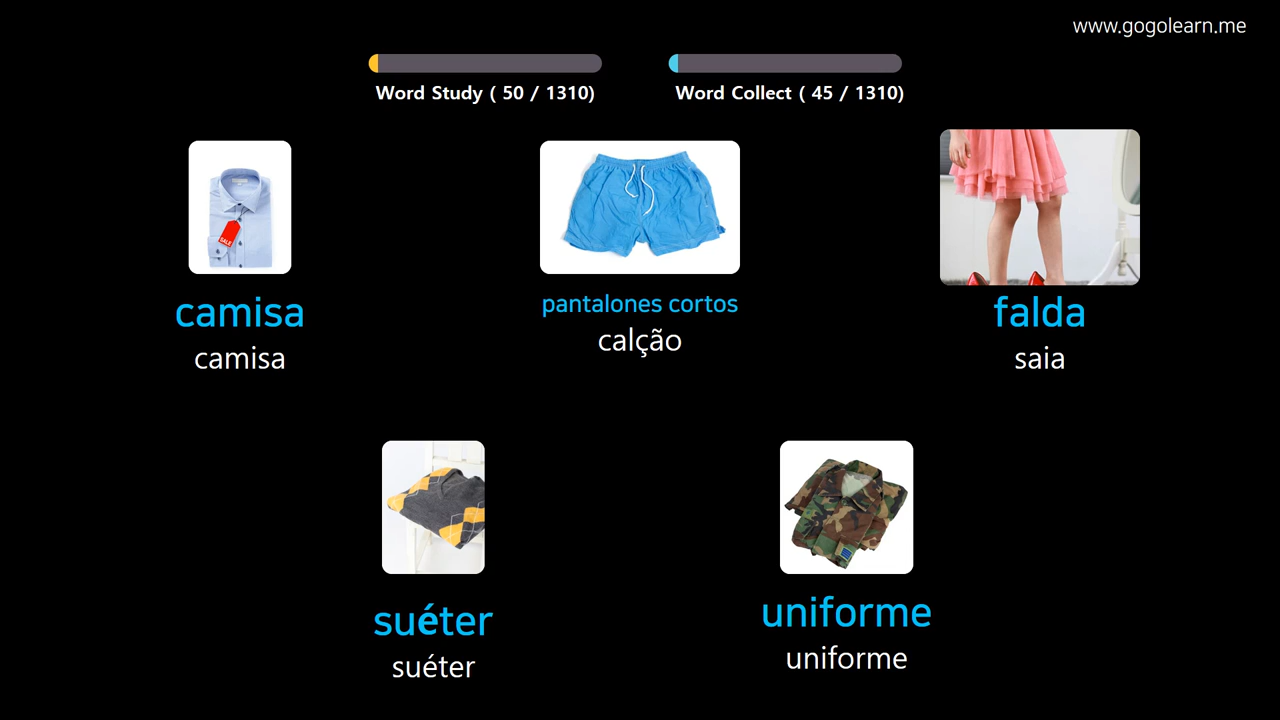 www.gogolearn.me
Word Study ( 50 / 1310)
Word Collect ( 45 / 1310)
SALE
camisa
camisa
pantalones cortos
calção
falda
saia
suéter
suéter
uniforme
uniforme